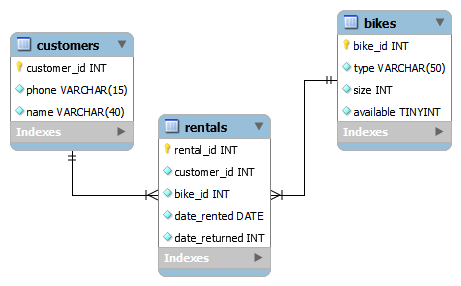 customers
customer_id INT
phone VARCHAR(15)
name VARCHAR(40)
Indexes
rentals
rental_id INT
customer_id INT
bike_id INT
date_rented DATE
date_returned INT
Indexes
bikes
bike_id INT
type VARCHAR(50)
size INT
available TINYINT
Indexes